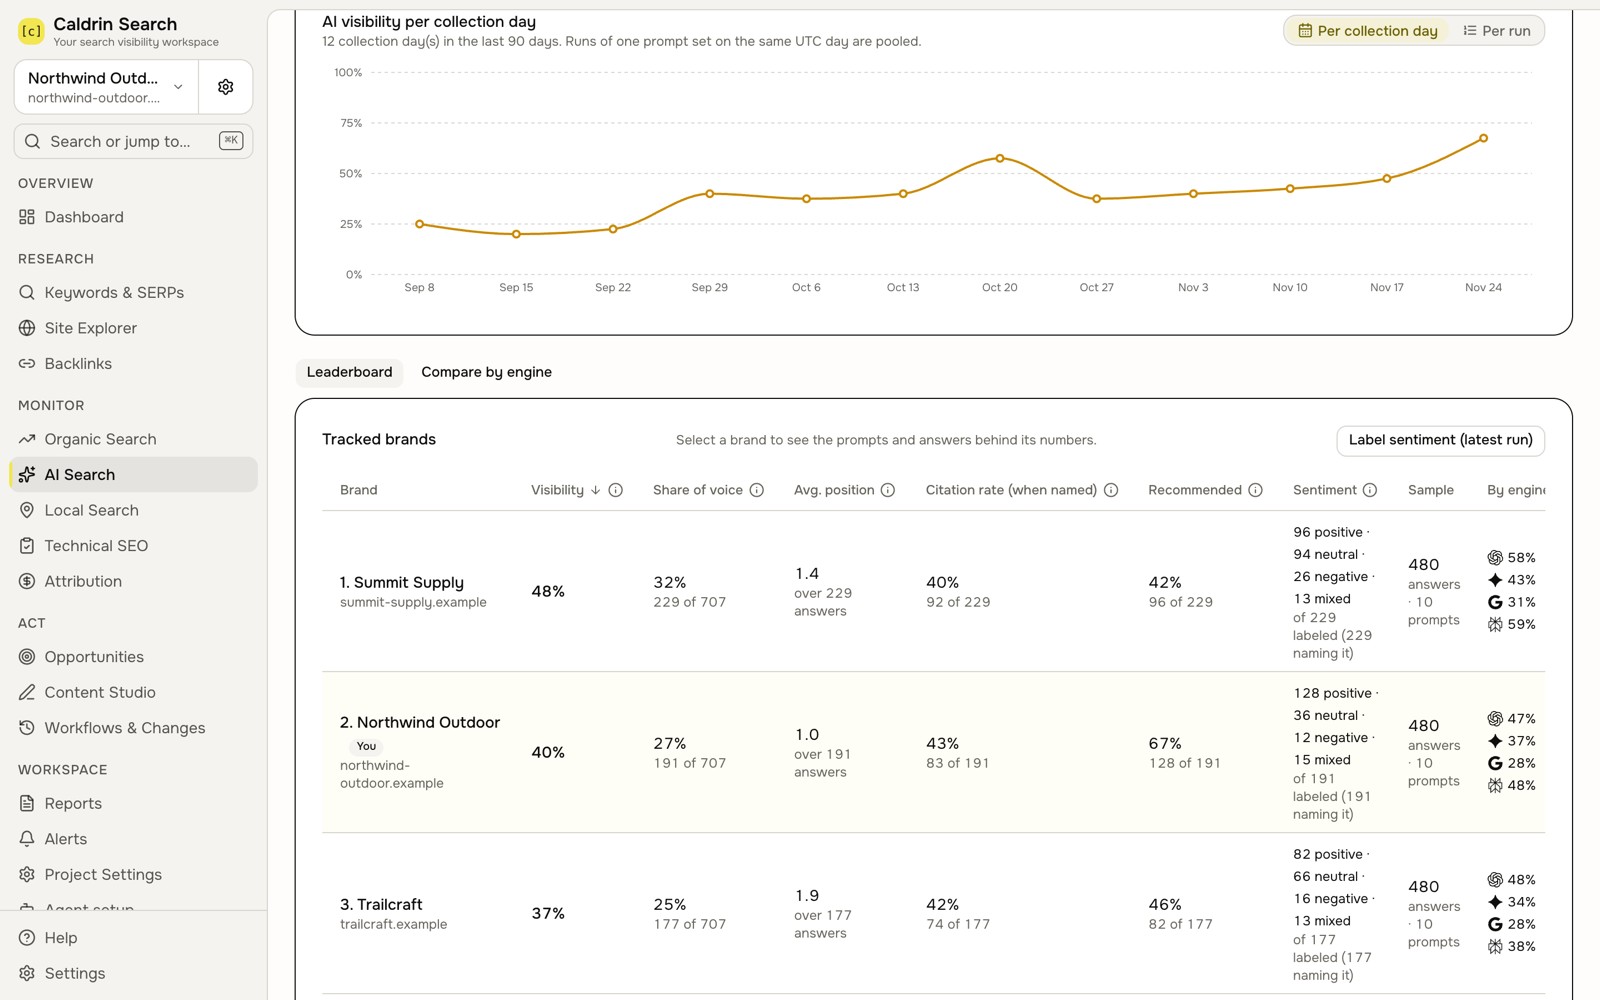 [c]
Caldrin Search
Your search visibility workspace
Northwind Outd...
northwind-outdoor....
Search or jump to...
⌘K
OVERVIEW
Dashboard
RESEARCH
Keywords & SERPs
Site Explorer
Backlinks
MONITOR
Organic Search
AI Search
Local Search
Technical SEO
Attribution
ACT
Opportunities
Content Studio
Workflows & Changes
WORKSPACE
Reports
Alerts
Project Settings
Agent setup
Help
Settings
AI visibility per collection day
12 collection day(s) in the last 90 days. Runs of one prompt set on the same UTC day are pooled.
Per collection day
Per run
100%
75%
50%
25%
0%
Sep 8 Sep 15 Sep 22 Sep 29 Oct 6 Oct 13 Oct 20 Oct 27 Nov 3 Nov 10 Nov 17 Nov 24
Leaderboard
Compare by engine
Tracked brands
Select a brand to see the prompts and answers behind its numbers.
Label sentiment (latest run)
Brand Visibility Share of voice Avg. position Citation rate (when named) Recommended Sentiment Sample By engine
1. Summit Supply
summit-supply.example
48%
32%
229 of 707
1.4
over 229
answers
40%
92 of 229
42%
96 of 229
96 positive ·
94 neutral ·
26 negative ·
13 mixed
of 229
labeled (229
naming it)
480
answers
· 10
prompts
58%
43%
31%
59%
2. Northwind Outdoor
You
northwind-
outdoor.example
40%
27%
191 of 707
1.0
over 191
answers
43%
83 of 191
67%
128 of 191
128 positive ·
36 neutral ·
12 negative ·
15 mixed
of 191
labeled (191
naming it)
480
answers
· 10
prompts
47%
37%
28%
48%
3. Trailcraft
trailcraft.example
37%
25%
177 of 707
1.9
over 177
answers
42%
74 of 177
46%
82 of 177
82 positive ·
66 neutral ·
16 negative ·
13 mixed
of 177
labeled (177
naming it)
480
answers
· 10
prompts
48%
34%
28%
38%